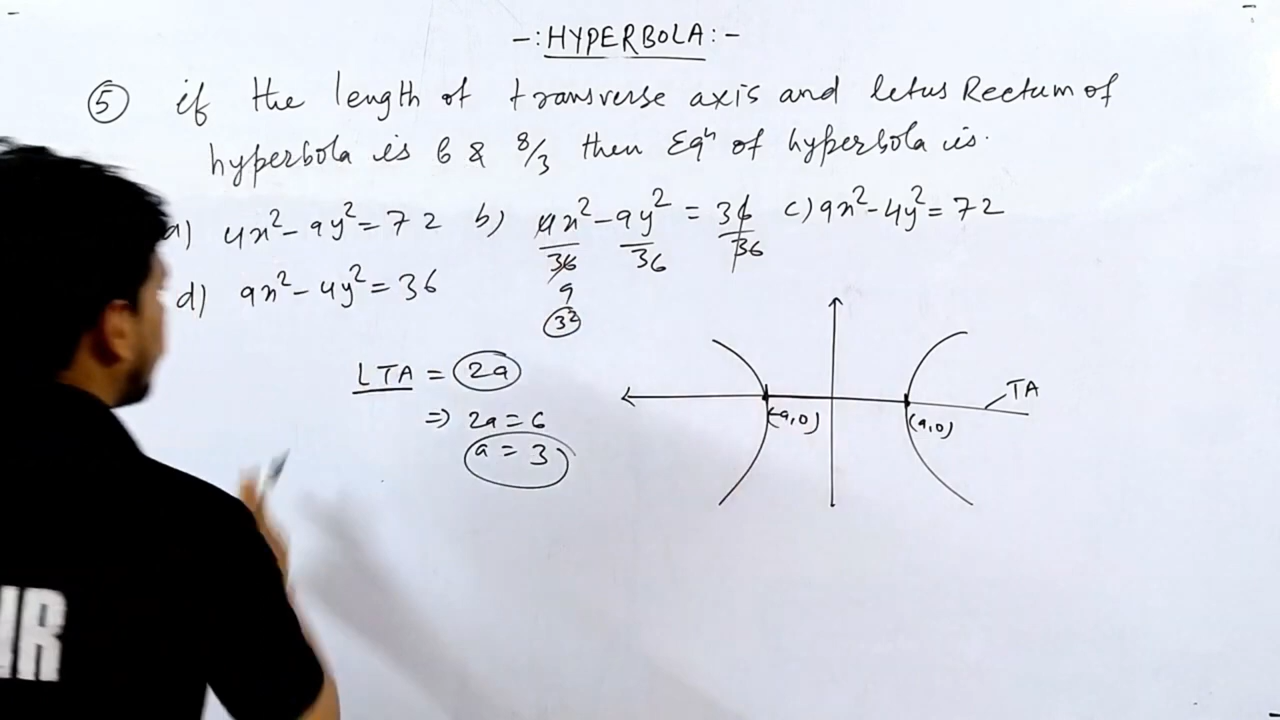 -: HYPERBOLA :-
⑤ if the length of transverse axis and letus Rectum of
hyperbola is 6 & 8/3 then Eqⁿ of hyperbola is.
a) 4x² - 9y² = 72 b) 4x²/36 - 9y²/36 = 36/36 c) 9x² - 4y² = 72
9
3²
d) 9x² - 4y² = 36
LTA = 2a
⇒ 2a = 6
a = 3
TA
(-a,0) (a,0)